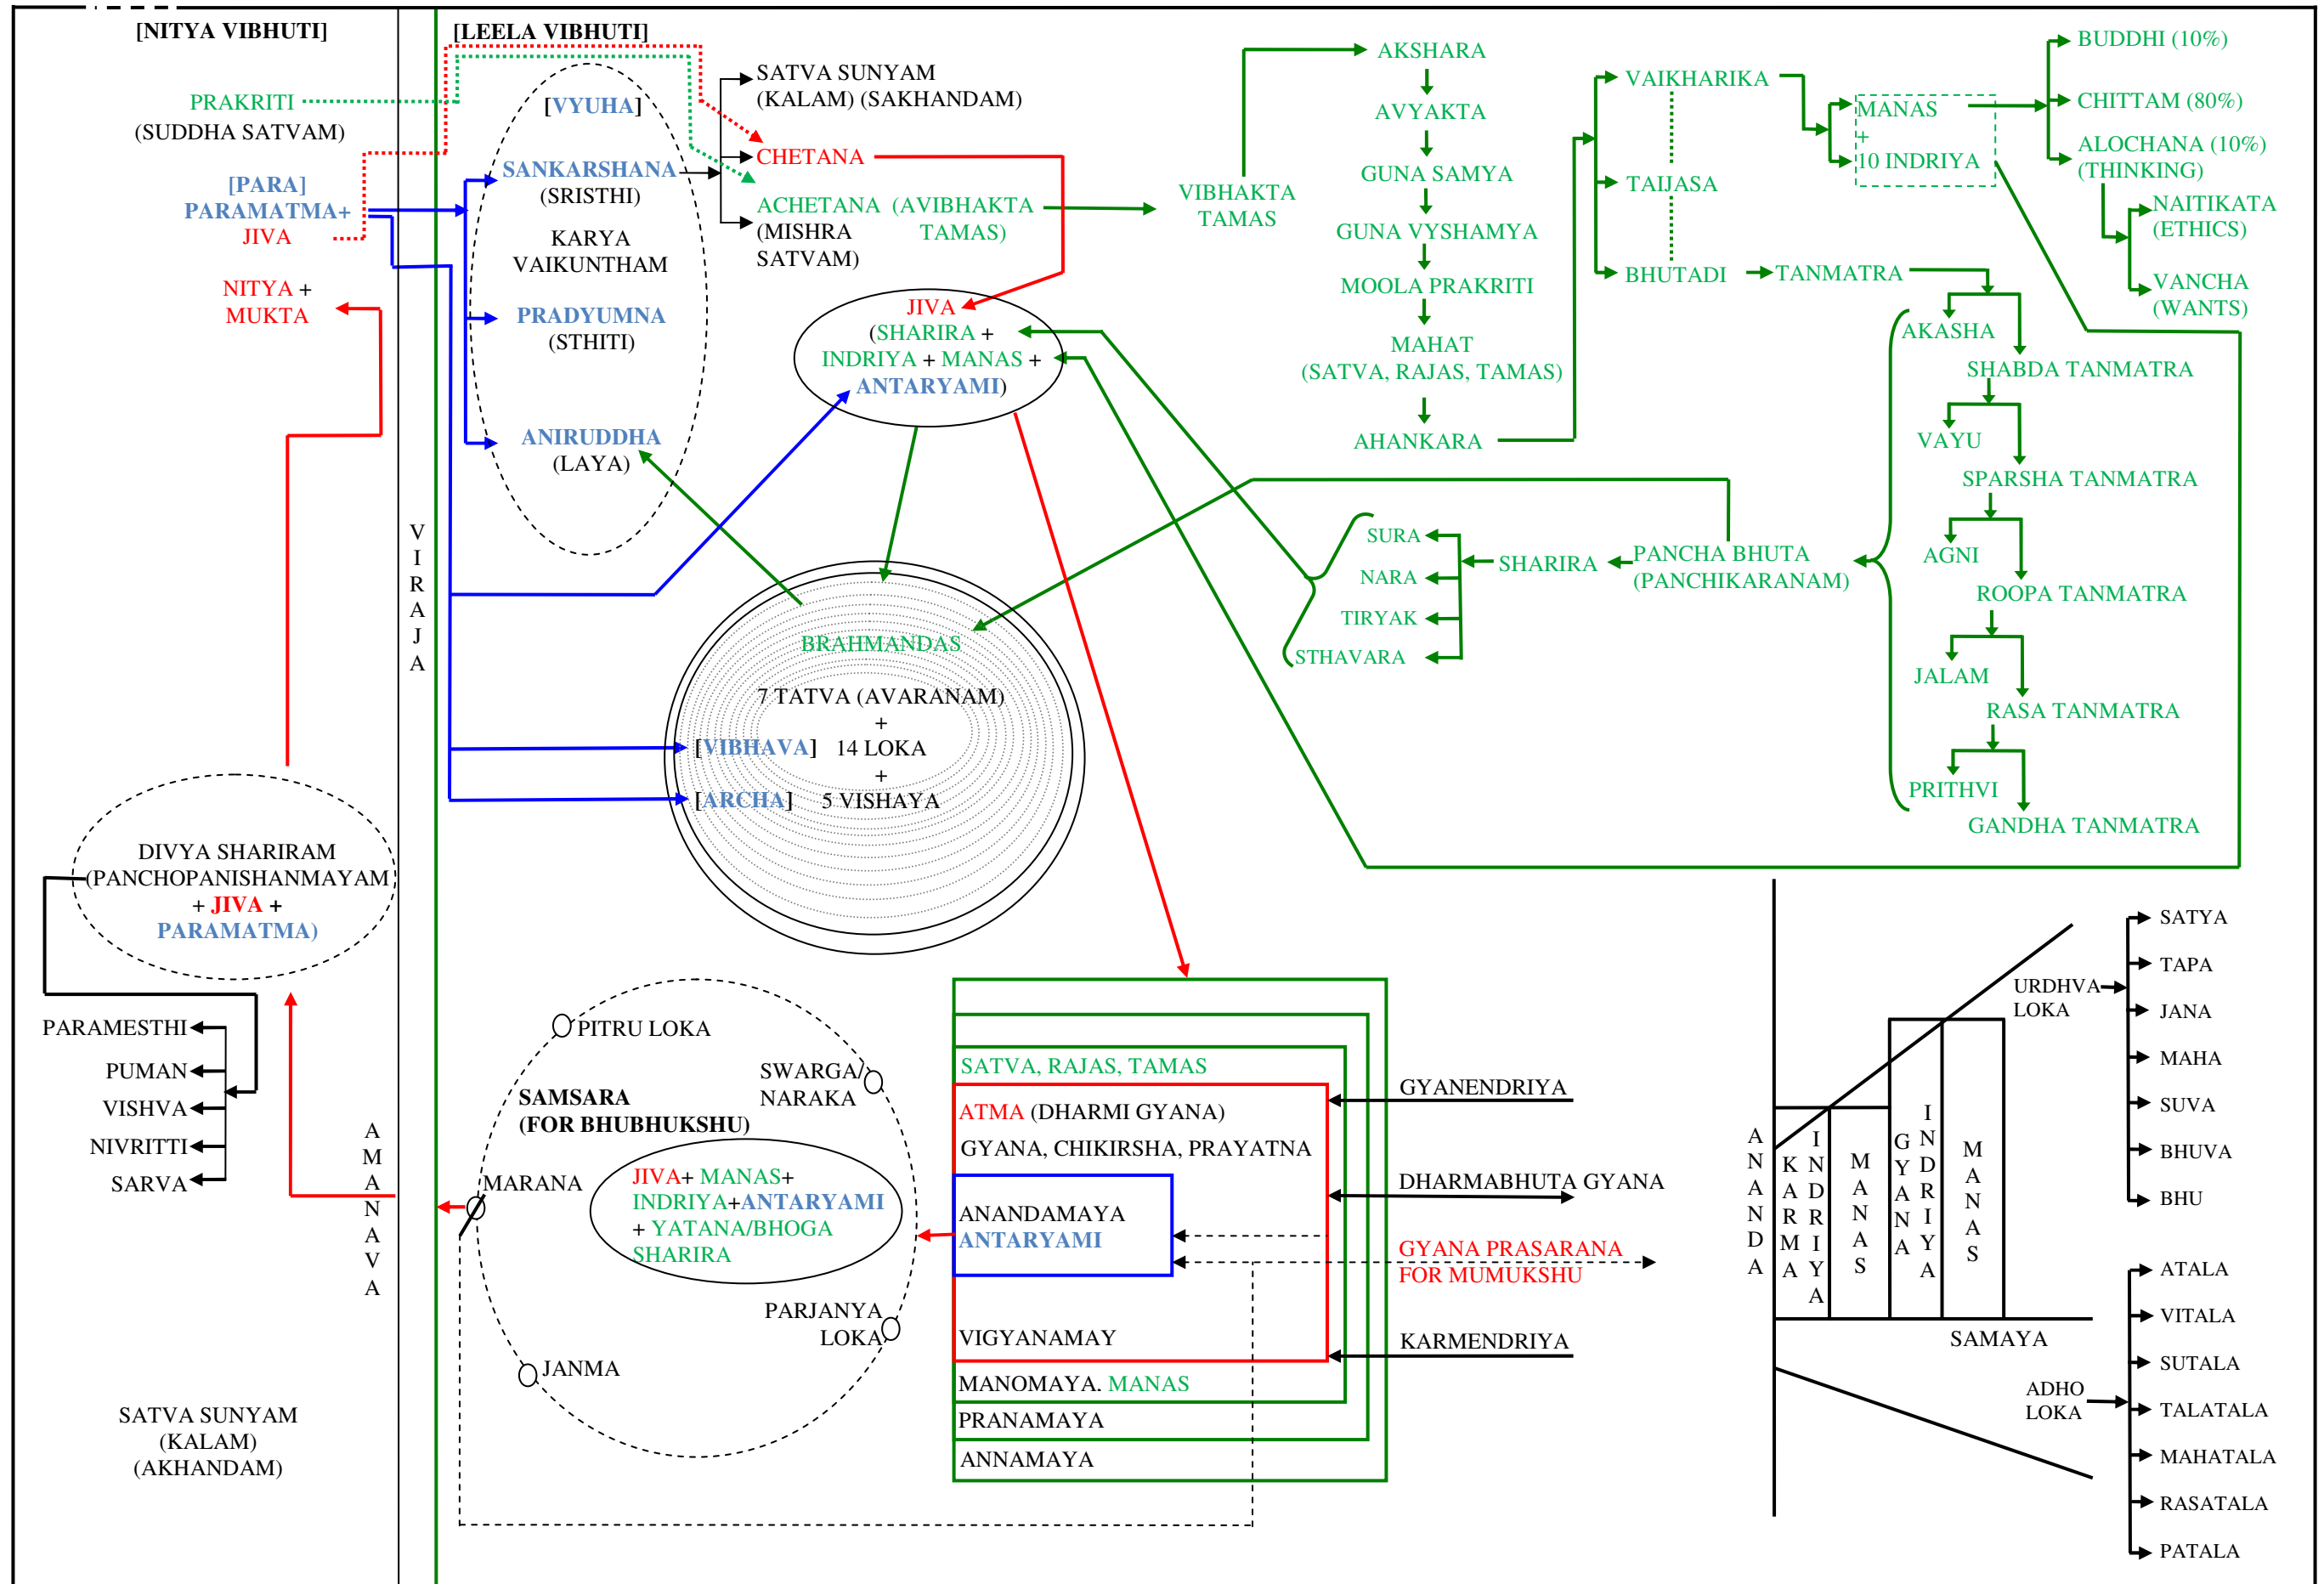 [NITYA VIBHUTI]
PRAKRITI
(SUDDHA SATVAM)
[PARA]
PARAMATMA+
JIVA
NITYA +
MUKTA
DIVYA SHARIRAM
(PANCHOPANISHANMAYAM
+ JIVA +
PARAMATMA)
PARAMESTHI
PUMAN
VISHVA
NIVRITTI
SARVA
SATVA SUNYAM
(KALAM)
(AKHANDAM)
VIRAJA
AMANAVA
[LEELA VIBHUTI]
[VYUHA]
SANKARSHANA
(SRISTHI)
KARYA
VAIKUNTHAM
PRADYUMNA
(STHITI)
ANIRUDDHA
(LAYA)
SATVA SUNYAM
(KALAM) (SAKHANDAM)
CHETANA
ACHETANA (AVIBHAKTA
TAMAS)
(MISHRA
SATVAM)
JIVA
(SHARIRA +
INDRIYA + MANAS +
ANTARYAMI)
BRAHMANDAS
7 TATVA (AVARANAM)
+
[VIBHAVA] 14 LOKA
+
[ARCHA] 5 VISHAYA
VIBHAKTA
TAMAS
AKSHARA
AVYAKTA
GUNA SAMYA
GUNA VYSHAMYA
MOOLA PRAKRITI
MAHAT
(SATVA, RAJAS, TAMAS)
AHANKARA
VAIKHARIKA
TAIJASA
BHUTADI
TANMATRA
MANAS
+
10 INDRIYA
BUDDHI (10%)
CHITTAM (80%)
ALOCHANA (10%)
(THINKING)
NAITIKATA
(ETHICS)
VANCHA
(WANTS)
AKASHA
SHABDA TANMATRA
VAYU
SPARSHA TANMATRA
AGNI
ROOPA TANMATRA
JALAM
RASA TANMATRA
PRITHVI
GANDHA TANMATRA
PANCHA BHUTA
(PANCHIKARANAM)
SHARIRA
SURA
NARA
TIRYAK
STHAVARA
PITRU LOKA
SWARGA/
NARAKA
SAMSARA
(FOR BHUBHUKSHU)
MARANA
JIVA+ MANAS+
INDRIYA+ANTARYAMI
+ YATANA/BHOGA
SHARIRA
PARJANYA
LOKA
JANMA
SATVA, RAJAS, TAMAS
ATMA (DHARMI GYANA)
GYANA, CHIKIRSHA, PRAYATNA
ANANDAMAYA
ANTARYAMI
VIGYANAMAY
MANOMAYA. MANAS
PRANAMAYA
ANNAMAYA
GYANENDRIYA
DHARMABHUTA GYANA
GYANA PRASARANA
FOR MUMUKSHU
KARMENDRIYA
ANANDA
KARMA
INDRIYA
MANAS
GYANA
INDRIYA
MANAS
SAMAYA
URDHVA
LOKA
SATYA
TAPA
JANA
MAHA
SUVA
BHUVA
BHU
ADHO
LOKA
ATALA
VITALA
SUTALA
TALATALA
MAHATALA
RASATALA
PATALA